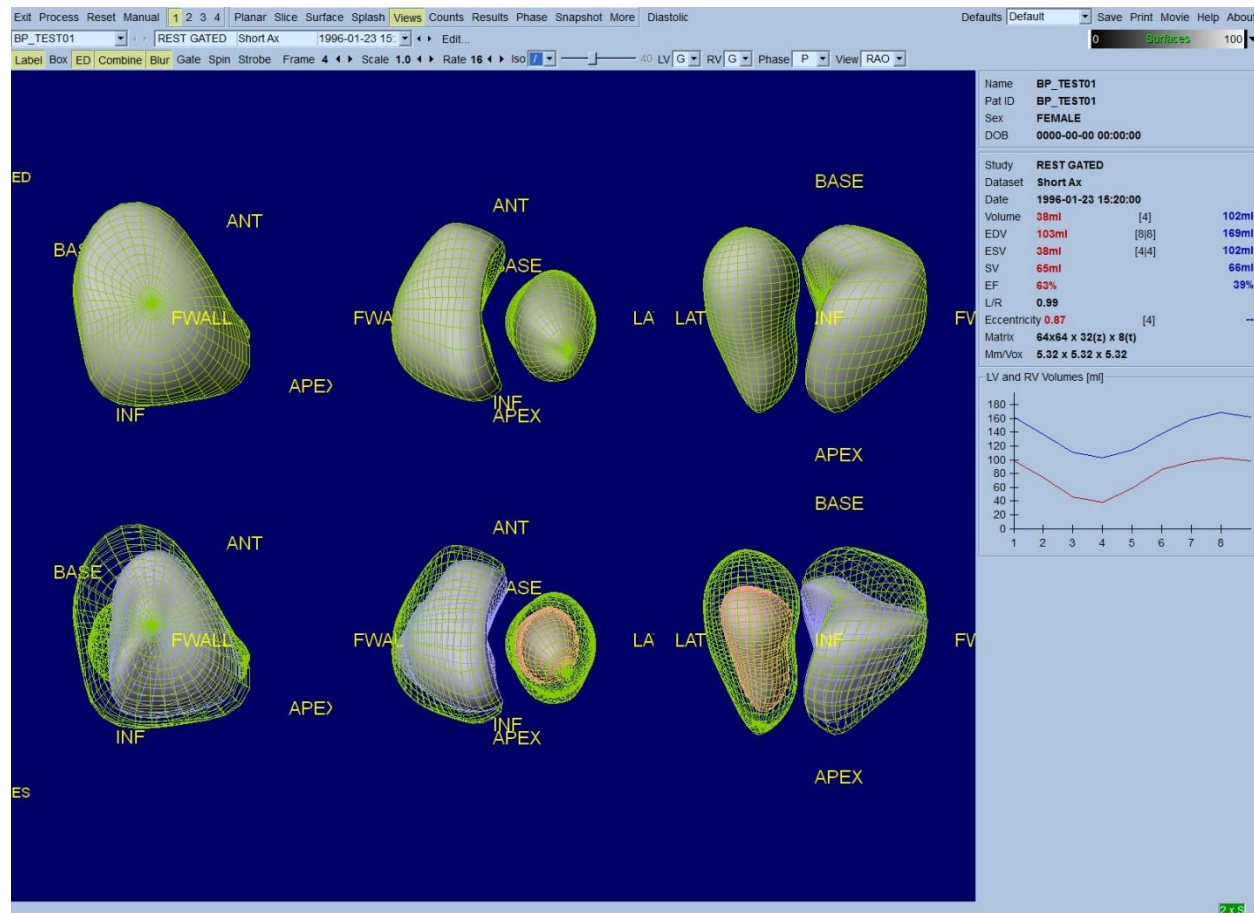 Exit Process Reset Manual 1 2 3 4 Planar Slice Surface Splash Views Counts Results Phase Snapshot More Diastolic Defaults Default Save Print Movie Help About
BP_TEST01 REST GATED Short Ax 1996-01-23 15: Edit... 0 Surfaces 100
Label Box ED Combine Blur Gate Spin Strobe Frame 4 Scale 1.0 Rate 16 Iso 40 LV G RV G Phase P View RAO
Name BP_TEST01
Pat ID BP_TEST01
Sex FEMALE
DOB 0000-00-00 00:00:00
Study REST GATED
Dataset Short Ax
Date 1996-01-23 15:20:00
Volume 38ml [4] 102ml
EDV 103ml [8|8] 169ml
ESV 38ml [4|4] 102ml
SV 65ml 66ml
EF 63% 39%
L/R 0.99
Eccentricity 0.87 [4] --
Matrix 64x64 x 32(z) x 8(t)
Mm/Vox 5.32 x 5.32 x 5.32
LV and RV Volumes [ml]
180
160
140
120
100
80
60
40
20
0
1 2 3 4 5 6 7 8
ED
BASE
ANT ANT
BAS BASE
FWALL FWA LA LAT INF FW
APEX
INF INF
APEX
APEX
BASE
ANT ANT
BASE ASE
FWALL FWAL LA LAT INF FW
APEX
INF INF
APEX
APEX
ES
2 x S